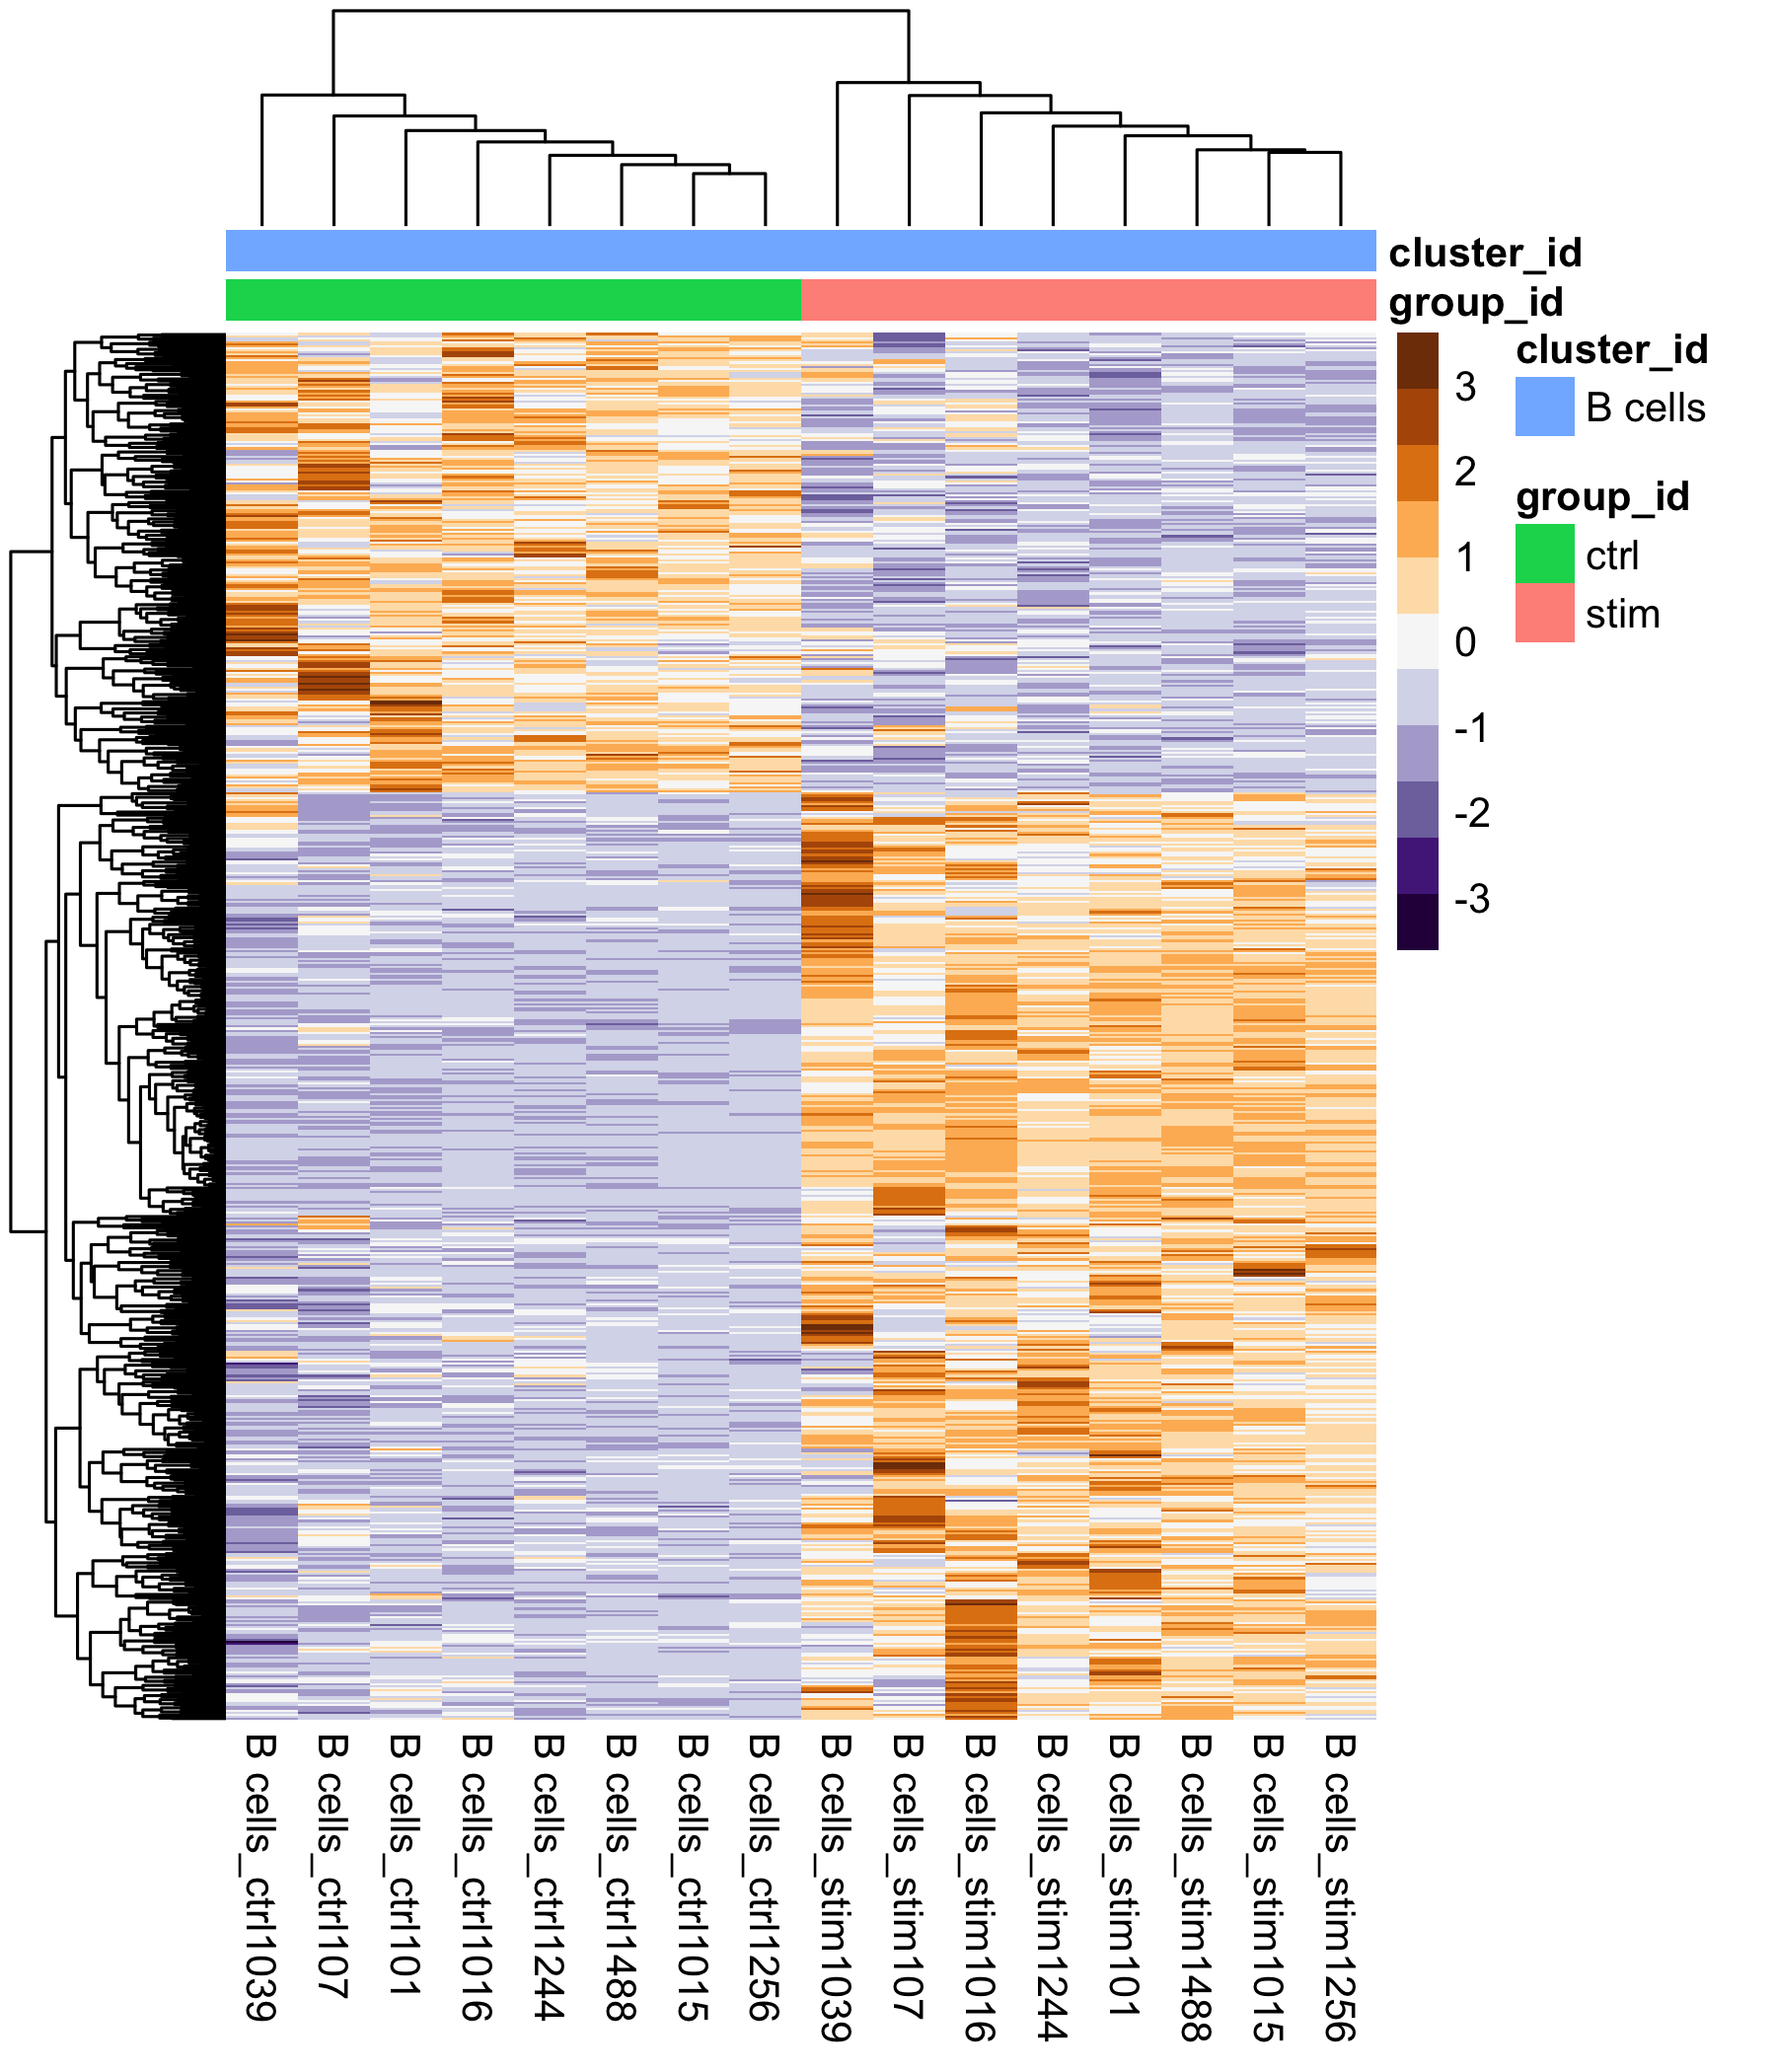 cluster_id
group_id
3
2
1
0
-1
-2
-3
cluster_id
B cells
group_id
ctrl
stim
B cells_ctrl1039
B cells_ctrl107
B cells_ctrl101
B cells_ctrl1016
B cells_ctrl1244
B cells_ctrl1488
B cells_ctrl1015
B cells_ctrl1256
B cells_stim1039
B cells_stim107
B cells_stim1016
B cells_stim1244
B cells_stim101
B cells_stim1488
B cells_stim1015
B cells_stim1256